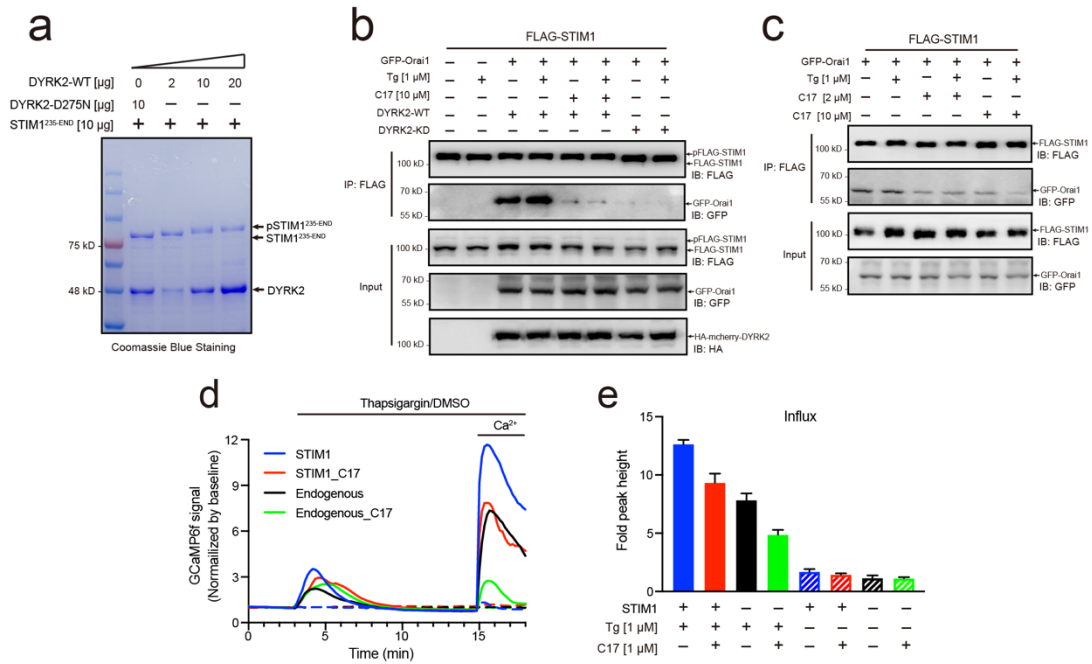 a
DYRK2-WT [µg] 0 2 10 20
DYRK2-D275N [µg] 10 – – –
STIM1²³⁵⁻ᴱᴺᴰ [10 µg] + + + +
pSTIM1²³⁵⁻ᴱᴺᴰ
STIM1²³⁵⁻ᴱᴺᴰ
75 kD
48 kD
DYRK2
Coomassie Blue Staining
b
FLAG-STIM1
GFP-Orai1 – – + + + + + +
Tg [1 µM] – + – + – + – +
C17 [10 µM] – – – – + + – –
DYRK2-WT – – + + + + – –
DYRK2-KD – – – – – – + +
IP: FLAG
100 kD
pFLAG-STIM1
FLAG-STIM1
IB: FLAG
70 kD
55 kD
GFP-Orai1
IB: GFP
Input
100 kD
pFLAG-STIM1
FLAG-STIM1
IB: FLAG
70 kD
55 kD
GFP-Orai1
IB: GFP
100 kD
HA-mcherry-DYRK2
IB: HA
c
FLAG-STIM1
GFP-Orai1 + + + + + +
Tg [1 µM] – + – + – +
C17 [2 µM] – – + + – –
C17 [10 µM] – – – – + +
IP: FLAG
100 kD
FLAG-STIM1
IB: FLAG
70 kD
55 kD
GFP-Orai1
IB: GFP
Input
100 kD
FLAG-STIM1
IB: FLAG
70 kD
55 kD
GFP-Orai1
IB: GFP
d
Thapsigargin/DMSO
Ca²⁺
STIM1
STIM1_C17
Endogenous
Endogenous_C17
GCaMP6f signal
(Normailized by baseline)
12
9
6
3
0
0 5 10 15
Time (min)
e
Influx
Fold peak height
15
10
5
0
STIM1 + + – – + + – –
Tg [1 µM] + + + + – – – –
C17 [1 µM] – + – + – + – +